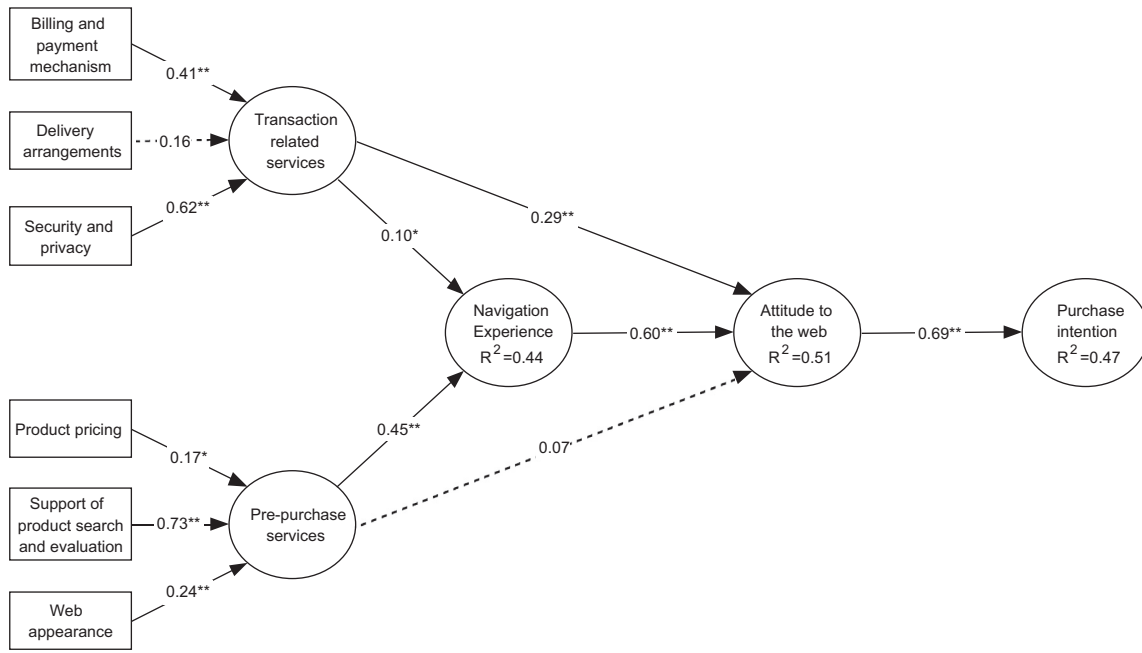 Billing and
payment
mechanism
0.41**
Delivery
arrangements
0.16
Security and
privacy
0.62**
Transaction
related
services
0.29**
0.10*
Navigation
Experience
R²=0.44
0.60**
Attitude to
the web
R²=0.51
0.69**
Purchase
intention
R²=0.47
Product pricing
0.17*
0.45**
0.07
Support of
product search
and evaluation
0.73**
Pre-purchase
services
Web
appearance
0.24**